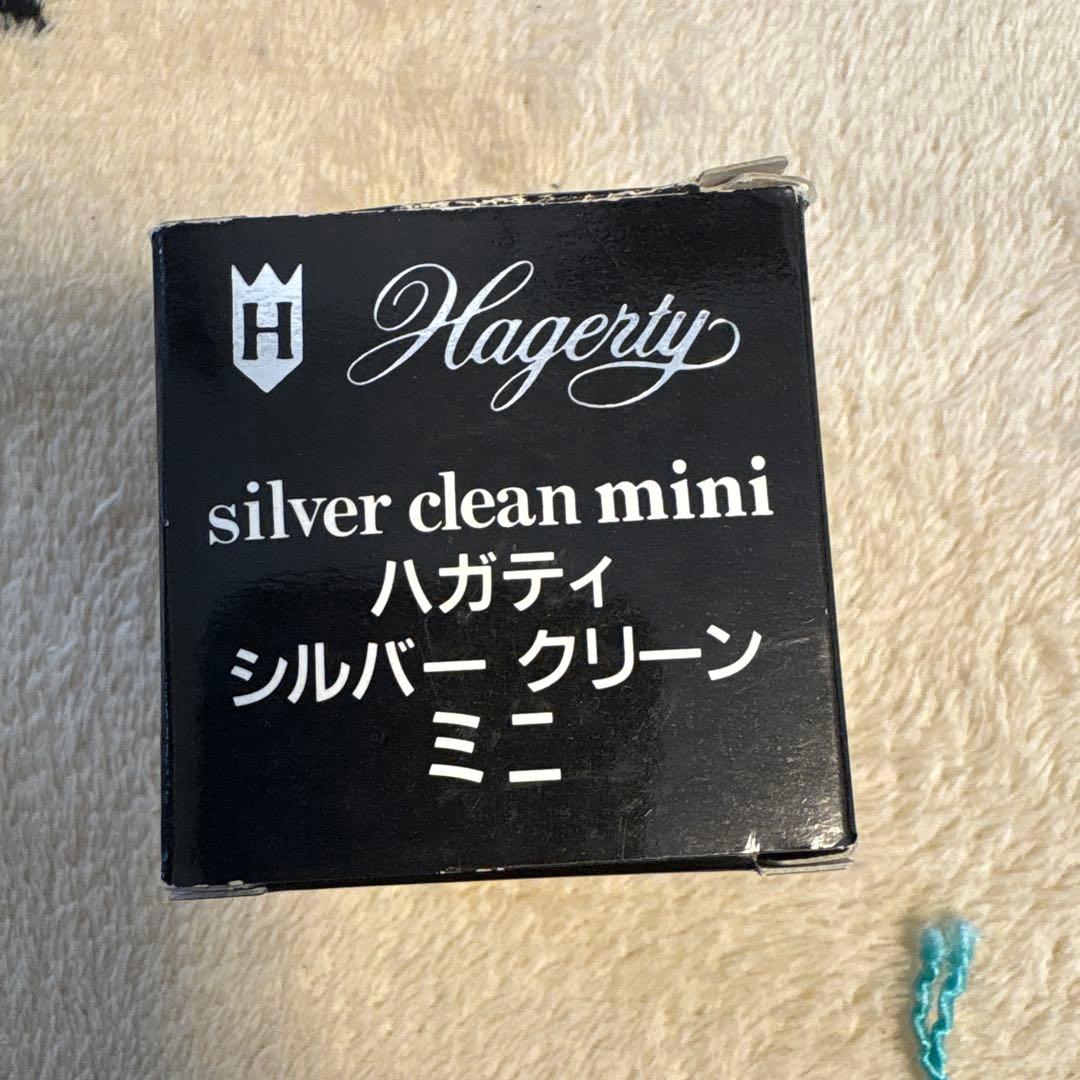 H
Hagerty
silver clean mini
ハガティ
シルバー クリーン
ミニ